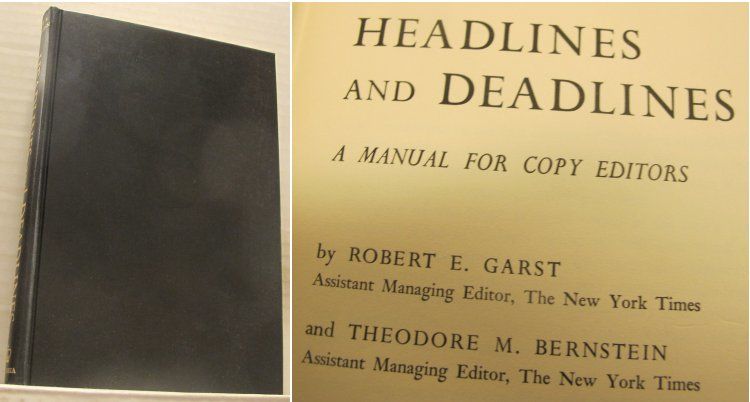 HEADLINES
AND DEADLINES
A MANUAL FOR COPY EDITORS
by ROBERT E. GARST
Assistant Managing Editor, The New York Times
and THEODORE M. BERNSTEIN
Assistant Managing Editor, The New York Times